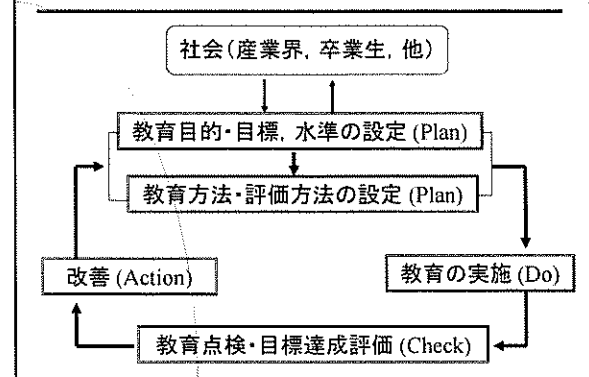 社会(産業界, 卒業生, 他)
教育目的・目標, 水準の設定 (Plan)
教育方法・評価方法の設定 (Plan)
改善 (Action)
教育の実施 (Do)
教育点検・目標達成評価 (Check)